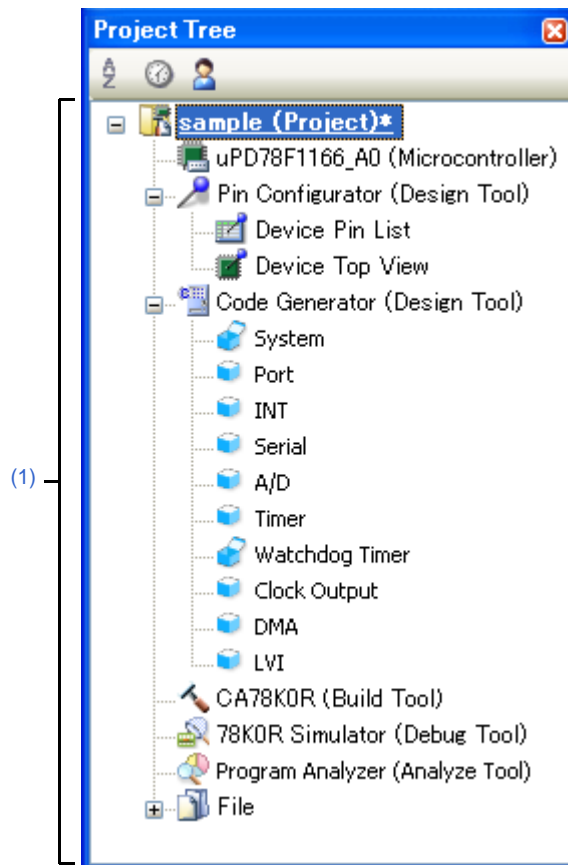 Project Tree
sample (Project)*
uPD78F1166_A0 (Microcontroller)
Pin Configurator (Design Tool)
Device Pin List
Device Top View
Code Generator (Design Tool)
System
Port
INT
Serial
(1)
A/D
Timer
Watchdog Timer
Clock Output
DMA
LVI
CA78K0R (Build Tool)
78K0R Simulator (Debug Tool)
Program Analyzer (Analyze Tool)
File